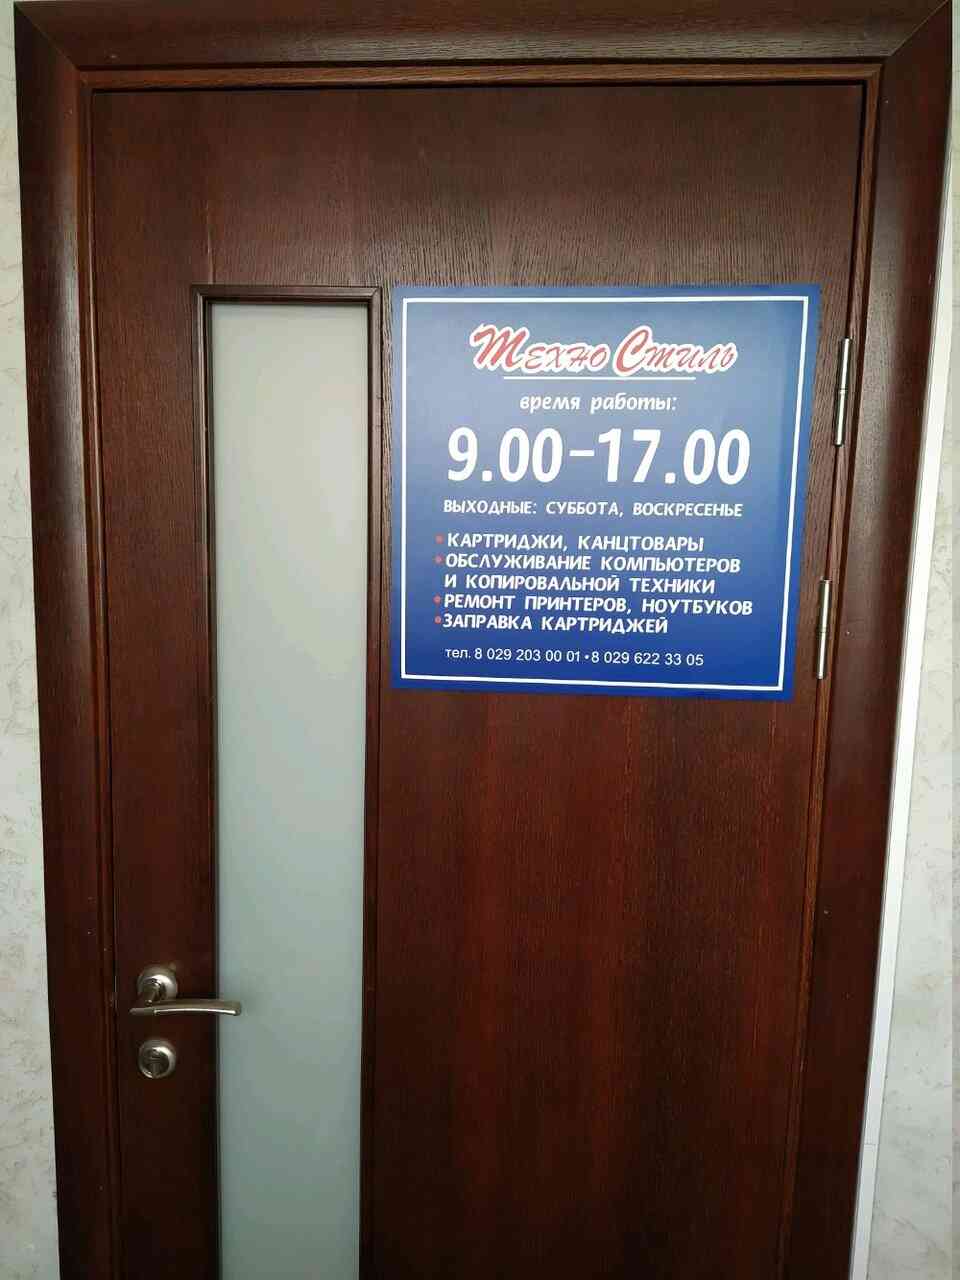 Техно Стиль
время работы:
9.00-17.00
ВЫХОДНЫЕ: СУББОТА, ВОСКРЕСЕНЬЕ
• КАРТРИДЖИ, КАНЦТОВАРЫ
• ОБСЛУЖИВАНИЕ КОМПЬЮТЕРОВ
И КОПИРОВАЛЬНОЙ ТЕХНИКИ
• РЕМОНТ ПРИНТЕРОВ, НОУТБУКОВ
• ЗАПРАВКА КАРТРИДЖЕЙ
тел. 8 029 203 00 01 • 8 029 622 33 05